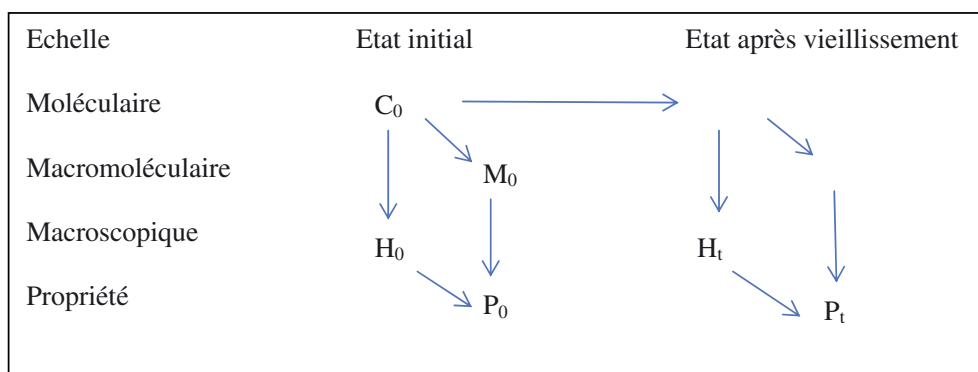 Echelle Etat initial Etat après vieillissement
Moléculaire C₀
Macromoléculaire M₀
Macroscopique H₀ Hₜ
Propriété P₀ Pₜ